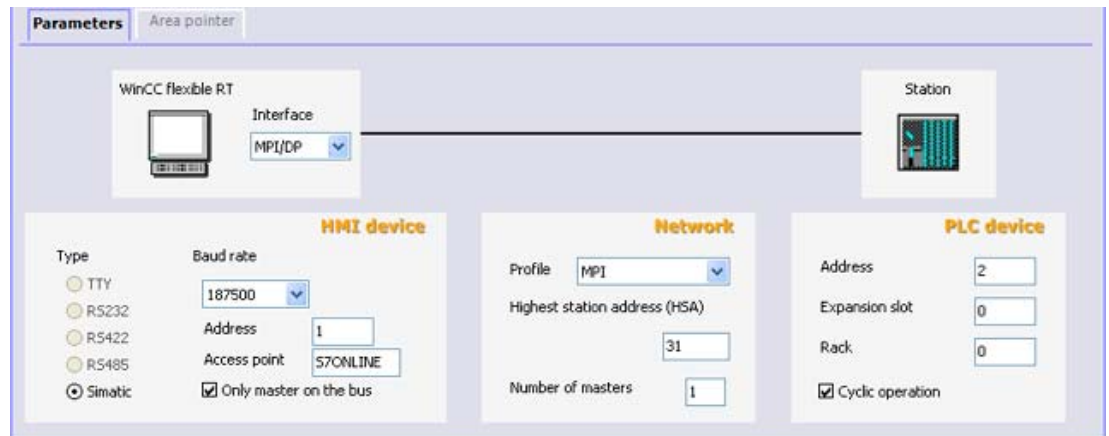 Parameters Area pointer
WinCC flexible RT
Interface
MPI/DP
Station
HMI device
Type
Baud rate
TTY
187500
RS232
RS422
Address 1
RS485
Access point S7ONLINE
Simatic
Only master on the bus
Network
Profile MPI
Highest station address (HSA)
31
Number of masters 1
PLC device
Address 2
Expansion slot 0
Rack 0
Cyclic operation